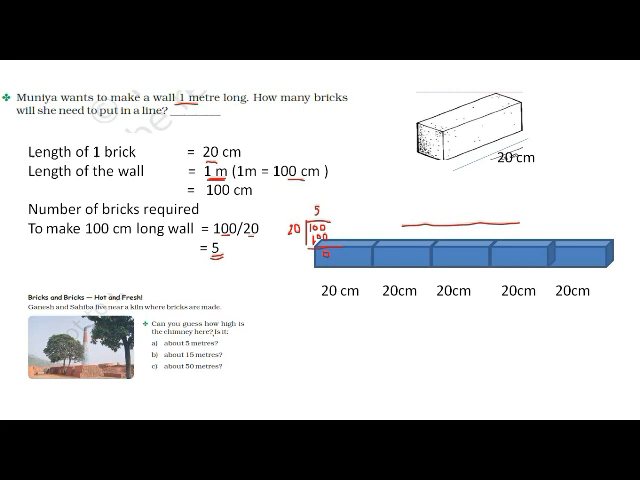 Muniya wants to make a wall 1 metre long. How many bricks
will she need to put in a line? __________
20 cm
Length of 1 brick = 20 cm
Length of the wall = 1 m (1m = 100 cm )
= 100 cm
Number of bricks required
To make 100 cm long wall = 100/20
= 5
5
20 100
100
0
20 cm 20cm 20cm 20cm 20cm
Bricks and Bricks — Hot and Fresh!
Ganesh and Sahiba live near a kiln where bricks are made.
Can you guess how high is
the chimney here? Is it:
a) about 5 metres?
b) about 15 metres?
c) about 50 metres?